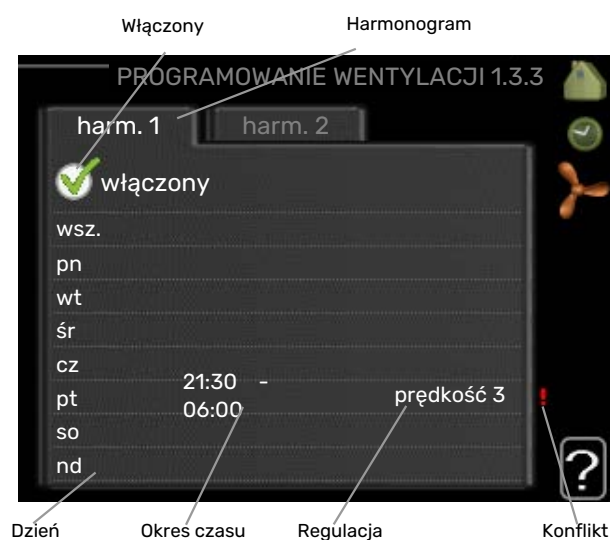 Włączony Harmonogram
PROGRAMOWANIE WENTYLACJI 1.3.3
harm. 1 harm. 2
włączony
wsz.
pn
wt
śr
cz
pt 21:30 - 06:00 prędkość 3 !
so
nd
?
Dzień Okres czasu Regulacja Konflikt